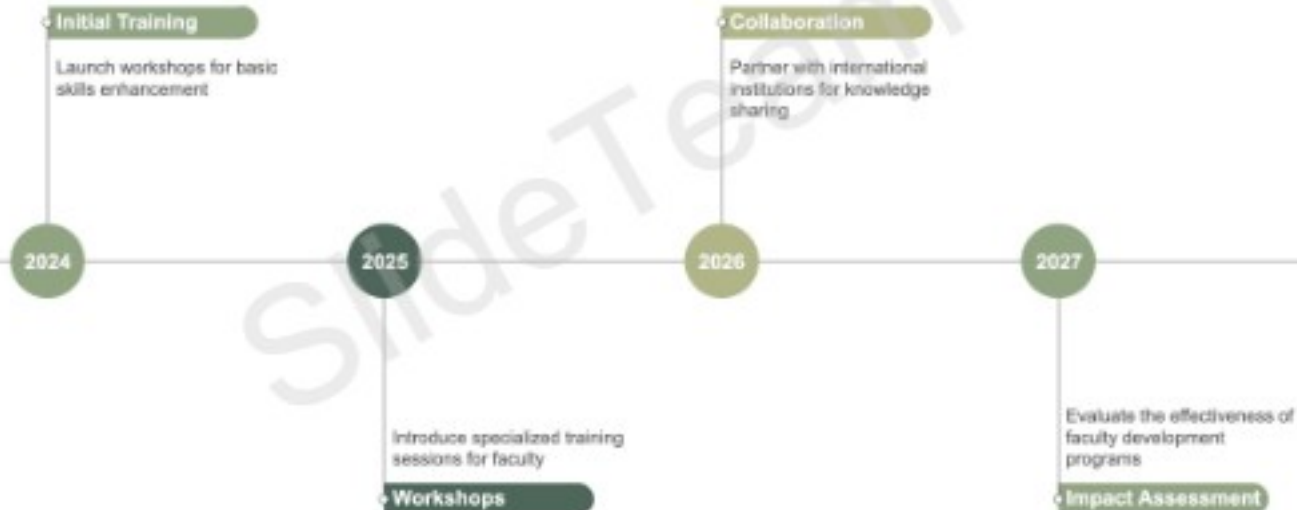 Initial Training
Launch workshops for basic
skills enhancement
Collaboration
Partner with international
institutions for knowledge
sharing
2024
2025
2026
2027
SlideTeam
Introduce specialized training
sessions for faculty
Workshops
Evaluate the effectiveness of
faculty development
programs
Impact Assessment